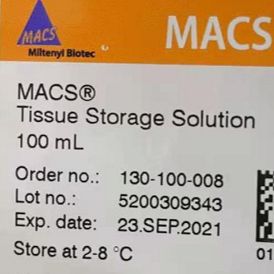 MACS
Miltenyi Biotec
MACS
MACS®
Tissue Storage Solution
100 mL
Order no.: 130-100-008
Lot no.: 5200309343
Exp. date: 23.SEP.2021
Store at 2-8 °C
01